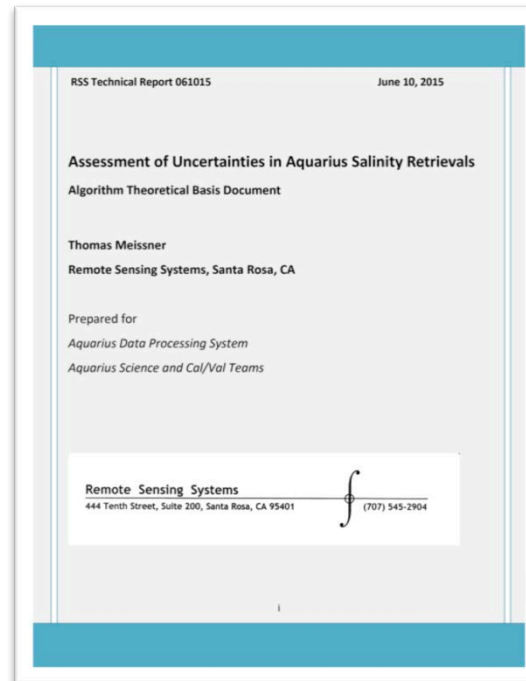 RSS Technical Report 061015 June 10, 2015
Assessment of Uncertainties in Aquarius Salinity Retrievals
Algorithm Theoretical Basis Document
Thomas Meissner
Remote Sensing Systems, Santa Rosa, CA
Prepared for
Aquarius Data Processing System
Aquarius Science and Cal/Val Teams
Remote Sensing Systems
444 Tenth Street, Suite 200, Santa Rosa, CA 95401 (707) 545-2904
i